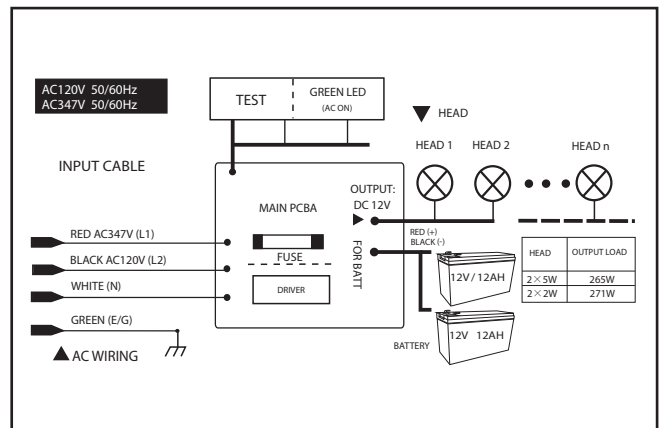 AC120V 50/60Hz
AC347V 50/60Hz
TEST
GREEN LED
(AC ON)
HEAD
HEAD 1
HEAD 2
HEAD n
INPUT CABLE
MAIN PCBA
OUTPUT:
DC 12V
RED AC347V (L1)
FUSE
BLACK AC120V (L2)
DRIVER
WHITE (N)
GREEN (E/G)
AC WIRING
FOR BATT
RED (+)
BLACK (-)
12V/12AH
12V 12AH
BATTERY
HEAD OUTPUT LOAD
2×5W 265W
2×2W 271W